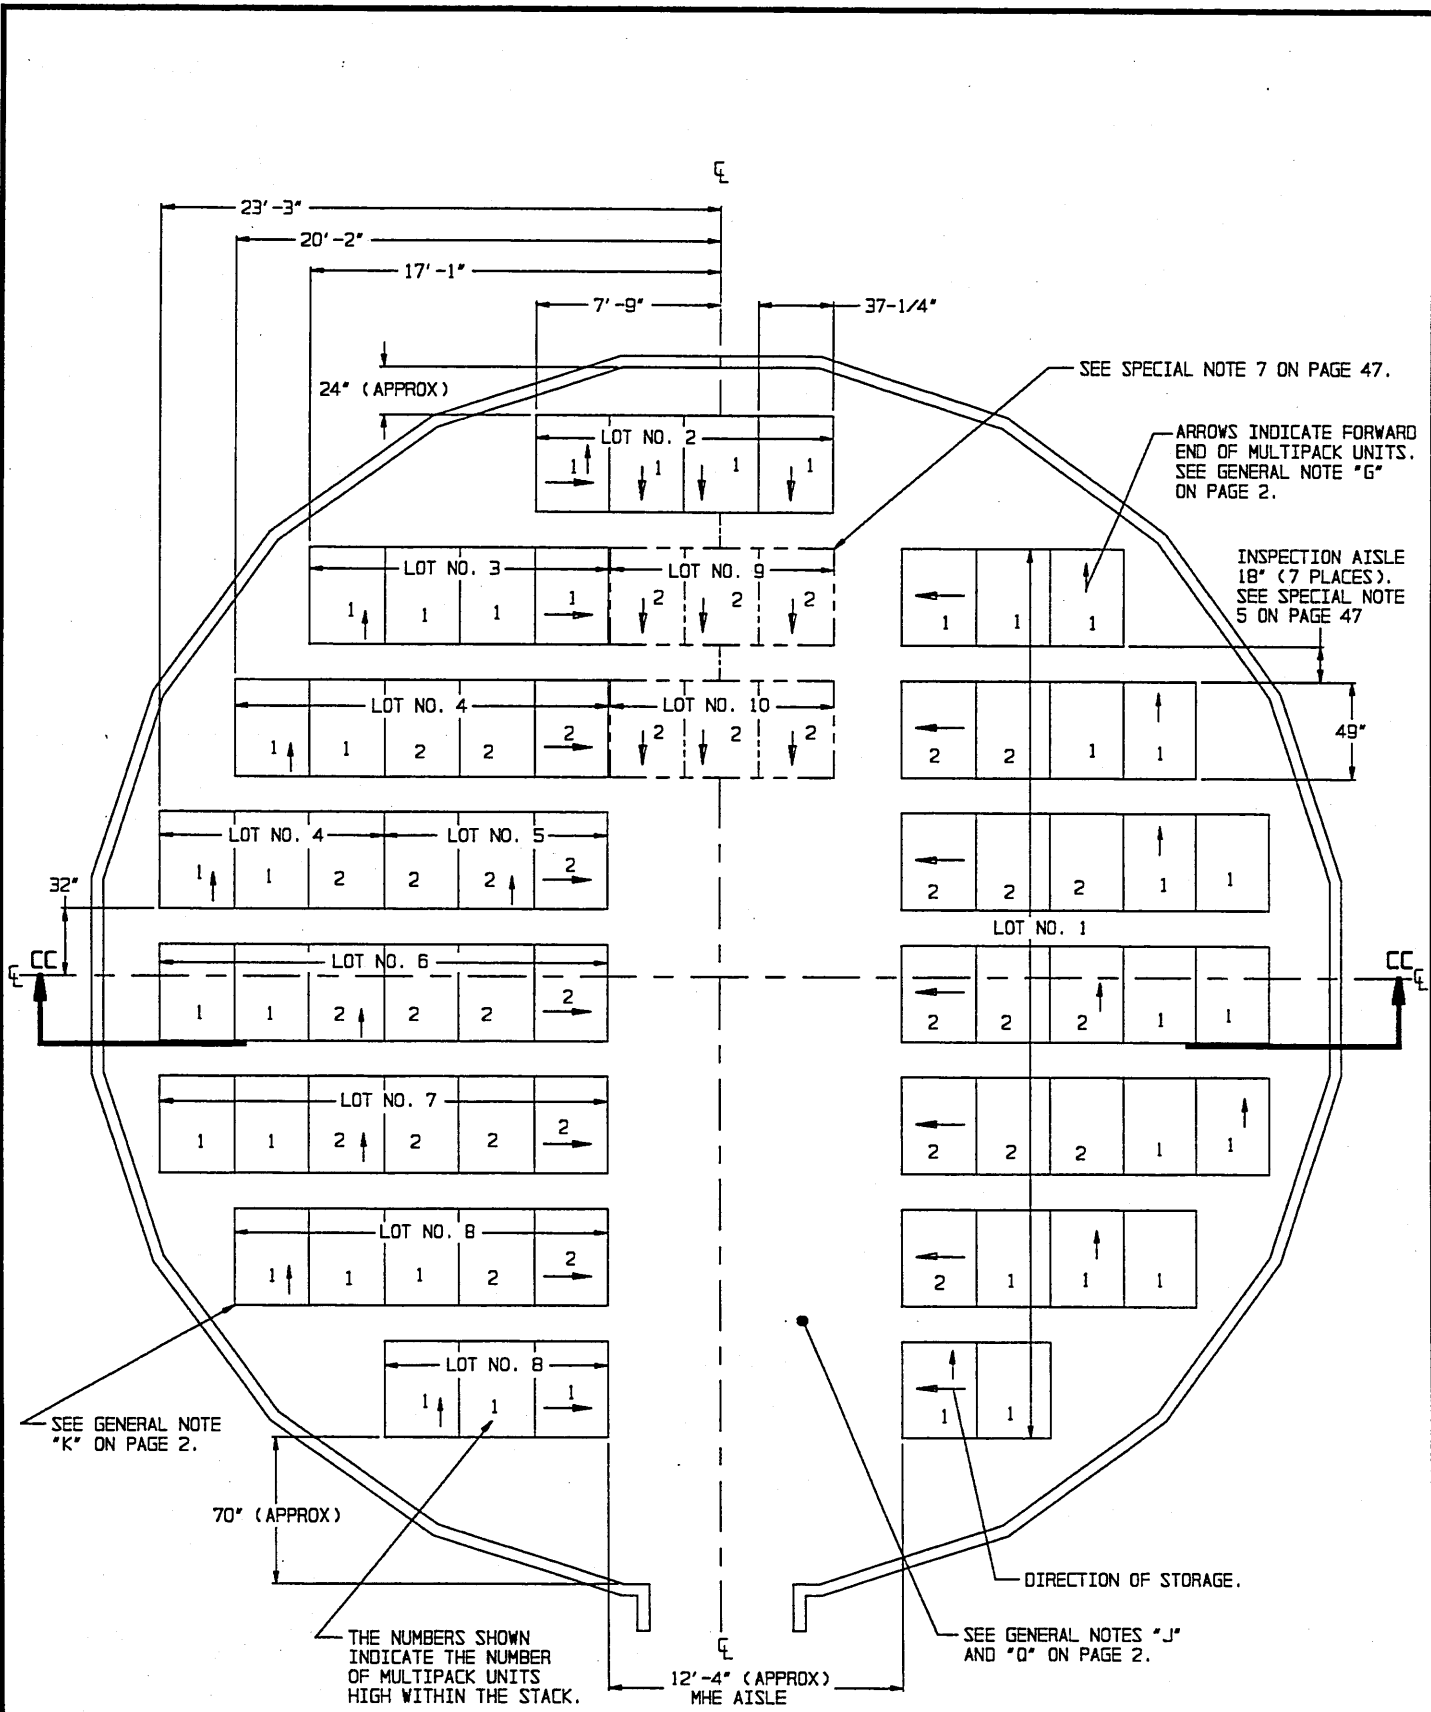 ℄
23'-3"
20'-2"
17'-1"
7'-9"
37-1/4"
24" (APPROX)
SEE SPECIAL NOTE 7 ON PAGE 47.
ARROWS INDICATE FORWARD
END OF MULTIPACK UNITS.
SEE GENERAL NOTE "G"
ON PAGE 2.
LOT NO. 2
1 1 1 1
INSPECTION AISLE
18" (7 PLACES).
SEE SPECIAL NOTE
5 ON PAGE 47
LOT NO. 3
LOT NO. 9
1 1 1 1 2 2 2
1 1 1
49"
LOT NO. 4
LOT NO. 10
1 1 2 2 2 2 2 2
2 2 1 1
LOT NO. 4
LOT NO. 5
1 1 2 2 2 2
2 2 2 1 1
32"
LOT NO. 1
℄ CC
CC ℄
LOT NO. 6
1 1 2 2 2 2
2 2 2 1 1
LOT NO. 7
1 1 2 2 2 2
2 2 2 1 1
LOT NO. 8
1 1 1 2 2
2 1 1 1
LOT NO. 8
1 1 1
1 1
SEE GENERAL NOTE
"K" ON PAGE 2.
70" (APPROX)
DIRECTION OF STORAGE.
THE NUMBERS SHOWN
INDICATE THE NUMBER
OF MULTIPACK UNITS
HIGH WITHIN THE STACK.
℄
12'-4" (APPROX)
MHE AISLE
SEE GENERAL NOTES "J"
AND "Q" ON PAGE 2.